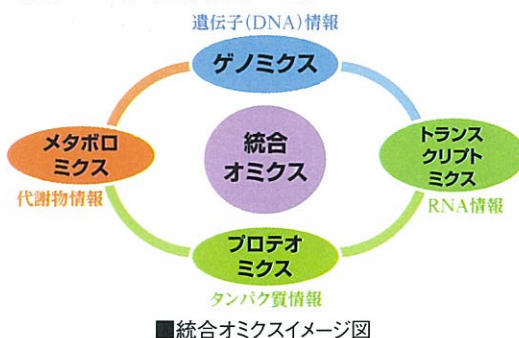 遺伝子(DNA)情報
ゲノミクス
メタボロ
ミクス
代謝物情報
統合
オミクス
トランス
クリプト
ミクス
RNA情報
プロテオ
ミクス
タンパク質情報
■統合オミクスイメージ図